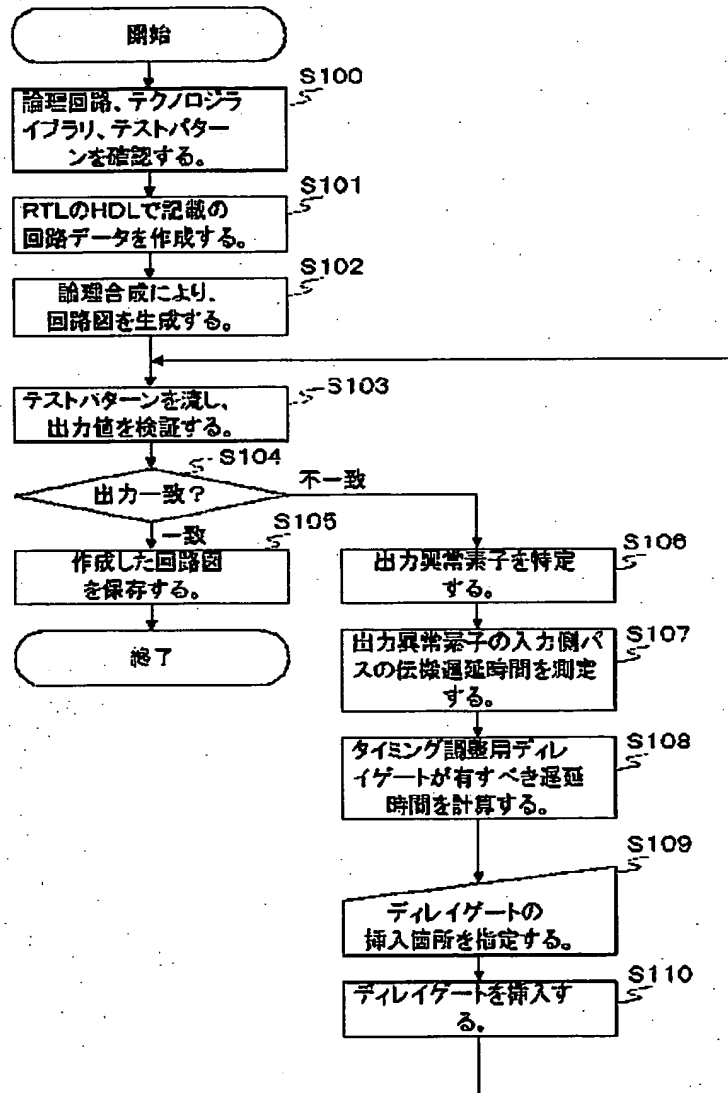 開始
S100
論理回路、テクノロジラ
イブラリ、テストパター
ンを確認する。
S101
RTLのHDLで記載の
回路データを作成する。
S102
論理合成により、
回路図を生成する。
S103
テストパターンを流し、
出力値を検証する。
S104
出力一致?
不一致
一致
S105
作成した回路図
を保存する。
終了
S106
出力異常素子を特定
する。
S107
出力異常素子の入力側パ
スの伝搬遅延時間を測定
する。
S108
タイミング調整用ディレ
イゲートが有すべき遅延
時間を計算する。
S109
ディレイゲートの
挿入箇所を指定する。
S110
ディレイゲートを挿入す
る。